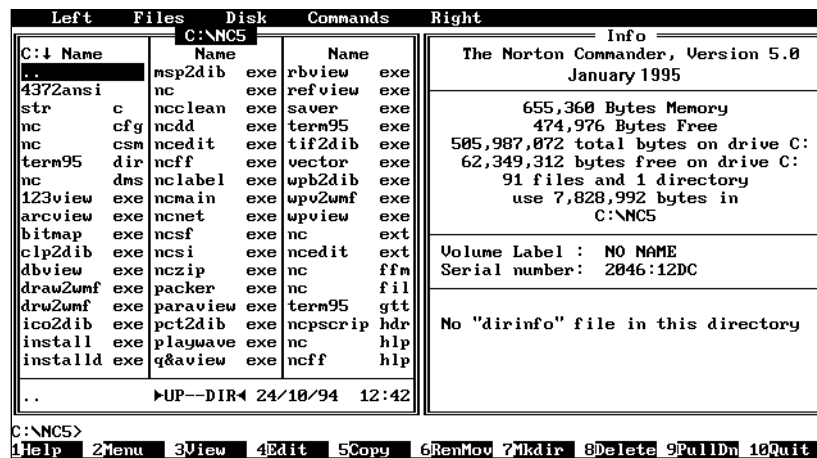 Left Files Disk Commands Right
C:\NC5
C:↓ Name Name Name
.. msp2dib exe rbview exe
4372ansi nc exe refview exe
str c ncclean exe saver exe
nc cfg ncdd exe term95 exe
nc csm ncedit exe tif2dib exe
term95 dir ncff exe vector exe
nc dms nclabel exe wpb2dib exe
123view exe ncmain exe wpv2wmf exe
arcview exe ncnet exe wpview exe
bitmap exe ncsf exe nc ext
clp2dib exe ncsi exe ncedit ext
dbview exe nczip exe nc ffm
draw2wmf exe packer exe nc fil
drw2wmf exe paraview exe term95 gtt
ico2dib exe pct2dib exe ncpscrip hdr
install exe playwave exe nc hlp
installd exe q&aview exe ncff hlp
.. ►UP--DIR◄ 24/10/94 12:42
Info
The Norton Commander, Version 5.0
January 1995
655,360 Bytes Memory
474,976 Bytes Free
505,987,072 total bytes on drive C:
62,349,312 bytes free on drive C:
91 files and 1 directory
use 7,828,992 bytes in
C:\NC5
Volume Label : NO NAME
Serial number: 2046:12DC
No "dirinfo" file in this directory
C:\NC5>
1Help 2Menu 3View 4Edit 5Copy 6RenMov 7Mkdir 8Delete 9PullDn 10Quit